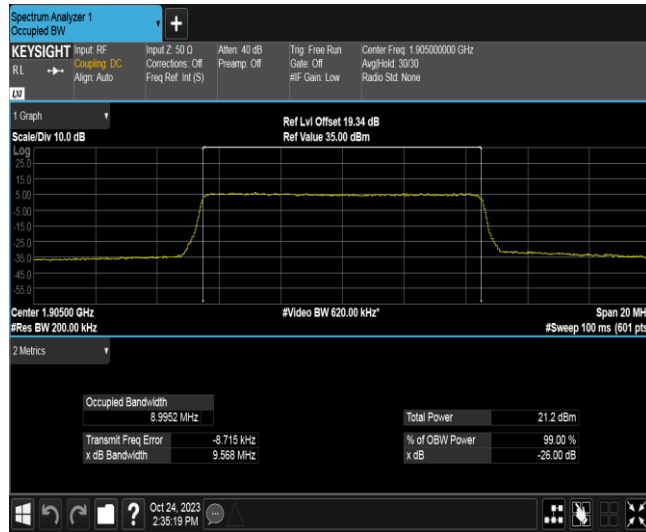 Spectrum Analyzer 1
Occupied BW
KEYSIGHT
R L
LXI
Input: RF
Coupling: DC
Align: Auto
Input Z: 50 Ω
Corrections: Off
Freq Ref: Int (S)
Atten: 40 dB
Preamp: Off
Trig: Free Run
Gate: Off
#IF Gain: Low
Center Freq: 1.905000000 GHz
Avg|Hold: 30/30
Radio Std: None
1 Graph
Scale/Div 10.0 dB
Ref Lvl Offset 19.34 dB
Ref Value 35.00 dBm
Log
25.0
15.0
5.00
-5.00
-15.0
-25.0
-35.0
-45.0
-55.0
Center 1.90500 GHz
#Video BW 620.00 kHz*
Span 20 MH
#Res BW 200.00 kHz
#Sweep 100 ms (601 pts
2 Metrics
Occupied Bandwidth
8.9952 MHz
Total Power 21.2 dBm
Transmit Freq Error -8.715 kHz
% of OBW Power 99.00 %
x dB Bandwidth 9.568 MHz
x dB -26.00 dB
?
Oct 24, 2023
2:35:19 PM